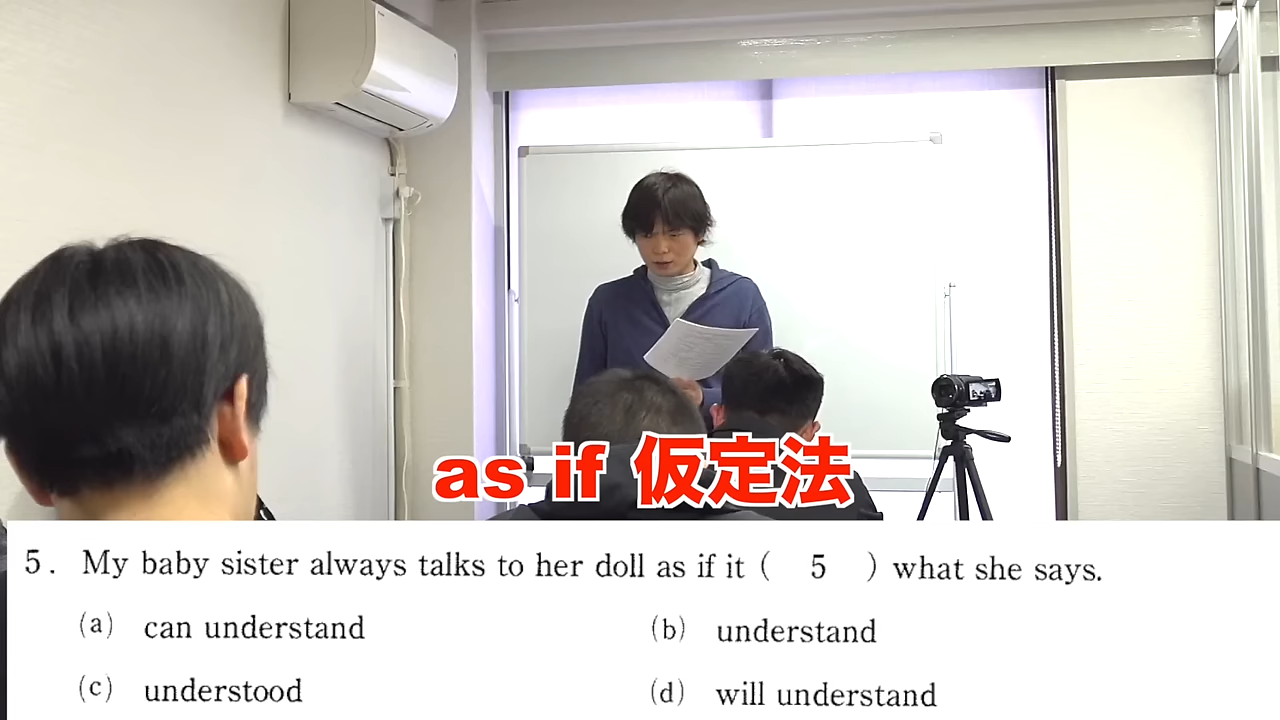 as if 仮定法
5. My baby sister always talks to her doll as if it ( 5 ) what she says.
(a) can understand
(b) understand
(c) understood
(d) will understand